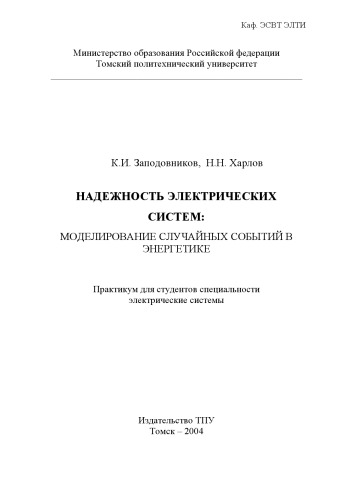 Каф. ЭСВТ ЭЛТИ
Министерство образования Российской федерации
Томский политехнический университет
К.И. Заподовников, Н.Н. Харлов
НАДЕЖНОСТЬ ЭЛЕКТРИЧЕСКИХ
СИСТЕМ:
МОДЕЛИРОВАНИЕ СЛУЧАЙНЫХ СОБЫТИЙ В
ЭНЕРГЕТИКЕ
Практикум для студентов специальности
электрические системы
Издательство ТПУ
Томск – 2004